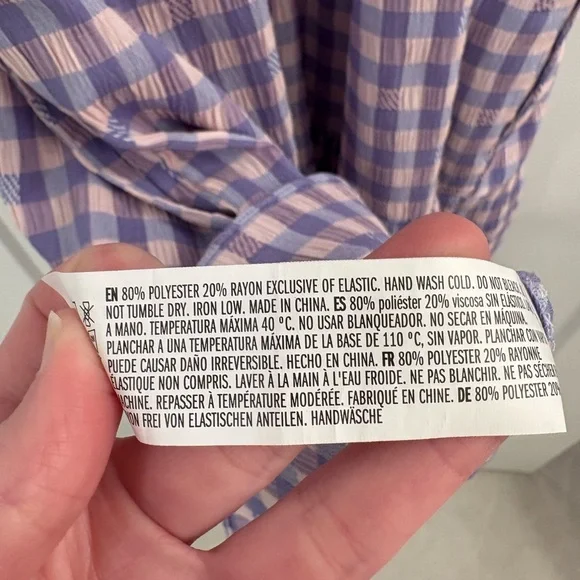 EN 80% POLYESTER 20% RAYON EXCLUSIVE OF ELASTIC. HAND WASH COLD. DO NOT BLEACH.
NOT TUMBLE DRY. IRON LOW. MADE IN CHINA. ES 80% poliéster 20% viscosa SIN ELÁSTICO.
A MANO. TEMPERATURA MÁXIMA 40 °C. NO USAR BLANQUEADOR. NO SECAR EN MÁQUINA.
PLANCHAR A UNA TEMPERATURA MÁXIMA DE LA BASE DE 110 °C, SIN VAPOR. PLANCHAR CON
PUEDE CAUSAR DAÑO IRREVERSIBLE. HECHO EN CHINA. FR 80% POLYESTER 20% RAYONNE
ÉLASTIQUE NON COMPRIS. LAVER À LA MAIN À L'EAU FROIDE. NE PAS BLANCHIR. NE PAS SÉCHER
MACHINE. REPASSER À TEMPÉRATURE MODÉRÉE. FABRIQUÉ EN CHINE. DE 80% POLYESTER 20%
FREI VON ELASTISCHEN ANTEILEN. HANDWÄSCHE